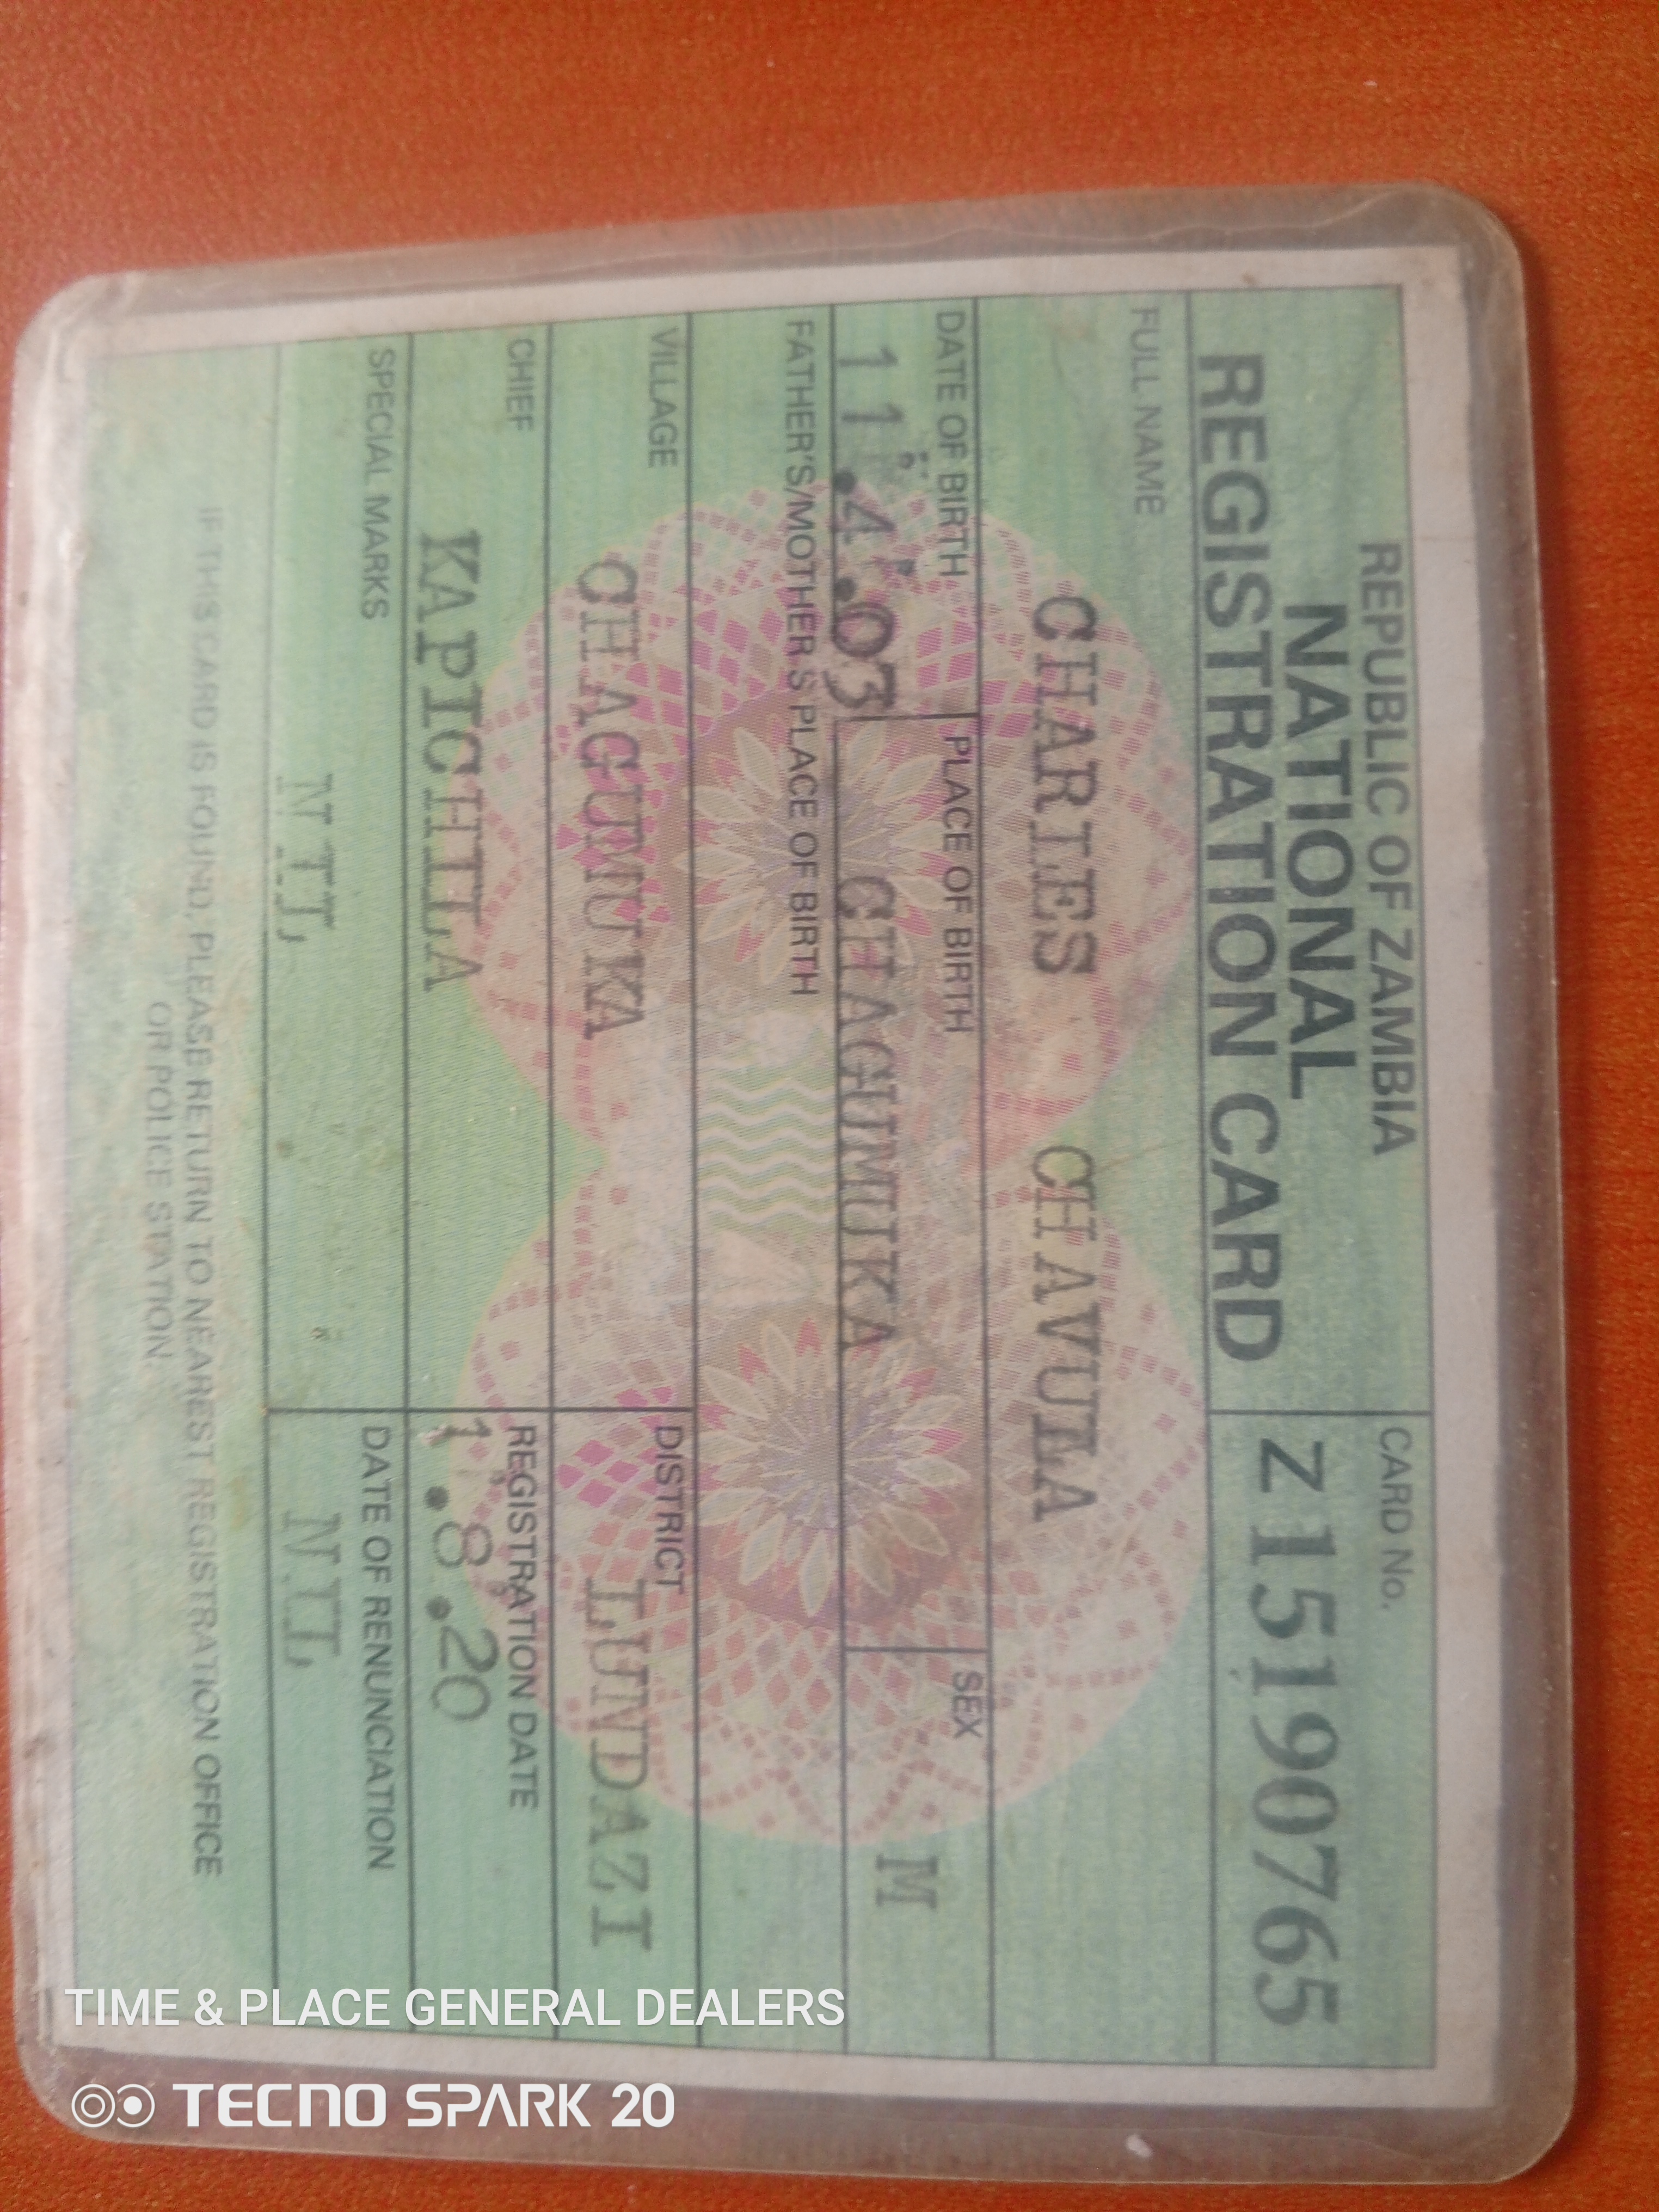 REPUBLIC OF ZAMBIA
NATIONAL
REGISTRATION CARD
CARD No.
Z 15190765
FULL NAME
CHARLES CHAVULA
DATE OF BIRTH
11.4.03
PLACE OF BIRTH
CHAGUMUKA
SEX
M
FATHER'S/MOTHER'S PLACE OF BIRTH
VILLAGE
CHAGUMUKA
DISTRICT
LUNDAZI
CHIEF
KAPICHILA
REGISTRATION DATE
1.8.20
SPECIAL MARKS
NIL
DATE OF RENUNCIATION
NIL
IF THIS CARD IS FOUND, PLEASE RETURN TO NEAREST REGISTRATION OFFICE
OR POLICE STATION.
TIME & PLACE GENERAL DEALERS
TECNO SPARK 20